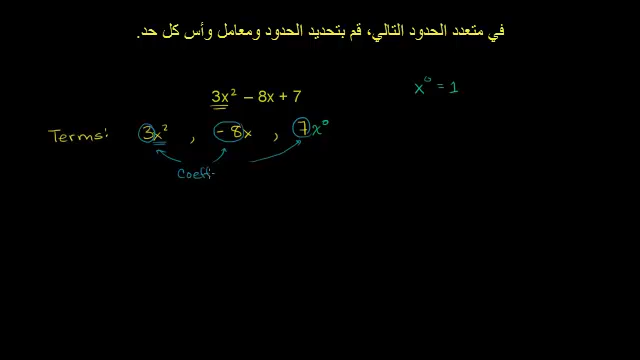 في متعدد الحدود التالي، قم بتحديد الحدود ومعامل وأس كل حد.
3x² − 8x + 7
x⁰ = 1
Terms: 3x² , −8x , 7x⁰
Coeffi